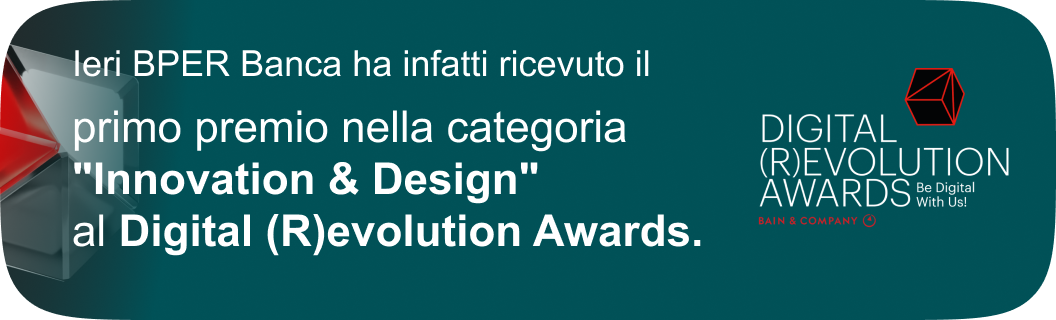 Ieri BPER Banca ha infatti ricevuto il
primo premio nella categoria
"Innovation & Design"
al Digital (R)evolution Awards.
DIGITAL
(R)EVOLUTION
AWARDS Be Digital
With Us!
BAIN & COMPANY